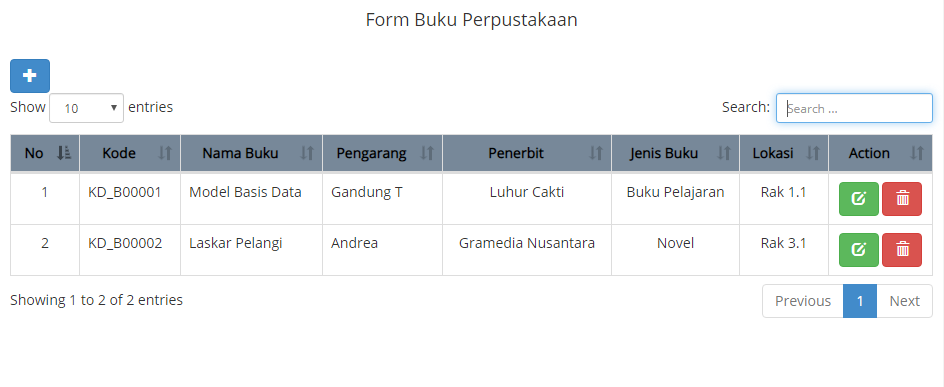 Form Buku Perpustakaan
Show 10 entries Search: Search ...
No Kode Nama Buku Pengarang Penerbit Jenis Buku Lokasi Action
1 KD_B00001 Model Basis Data Gandung T Luhur Cakti Buku Pelajaran Rak 1.1
2 KD_B00002 Laskar Pelangi Andrea Gramedia Nusantara Novel Rak 3.1
Showing 1 to 2 of 2 entries Previous 1 Next